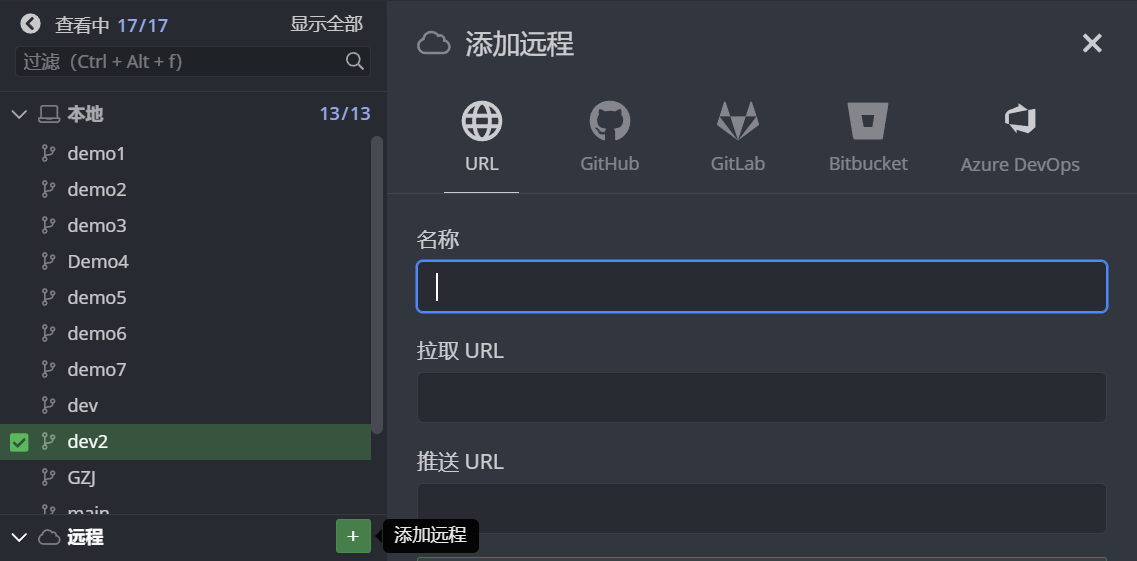 查看中 17/17 显示全部
过滤（Ctrl + Alt + f）
本地 13/13
demo1
demo2
demo3
Demo4
demo5
demo6
demo7
dev
dev2
GZJ
main
远程 +
添加远程
添加远程
URL GitHub GitLab Bitbucket Azure DevOps
名称
拉取 URL
推送 URL